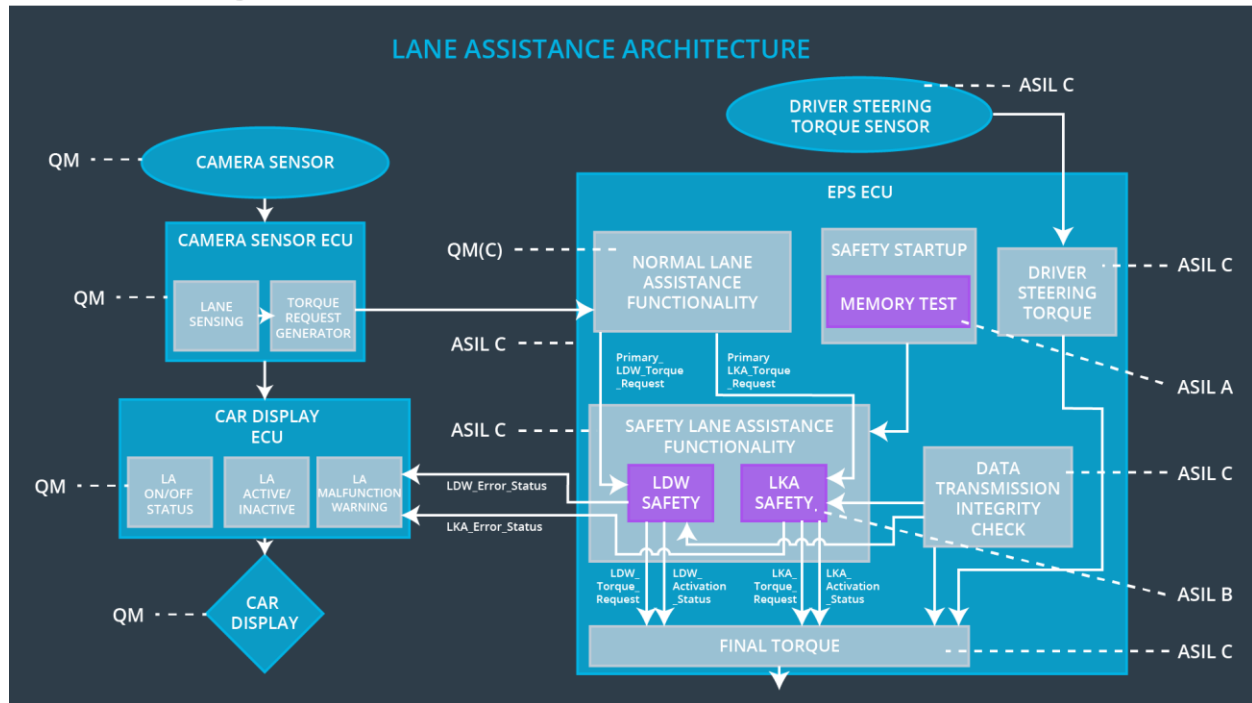 LANE ASSISTANCE ARCHITECTURE
ASIL C
DRIVER STEERING
TORQUE SENSOR
QM
CAMERA SENSOR
EPS ECU
CAMERA SENSOR ECU
QM
LANE
SENSING
TORQUE
REQUEST
GENERATOR
QM(C)
NORMAL LANE
ASSISTANCE
FUNCTIONALITY
SAFETY STARTUP
MEMORY TEST
DRIVER
STEERING
TORQUE
ASIL C
ASIL C
Primary_
LDW_Torque
_Request
Primary
LKA_Torque
_Request
ASIL A
CAR DISPLAY
ECU
ASIL C
SAFETY LANE ASSISTANCE
FUNCTIONALITY
QM
LA
ON/OFF
STATUS
LA
ACTIVE/
INACTIVE
LA
MALFUNCTION
WARNING
LDW_Error_Status
LKA_Error_Status
LDW
SAFETY
LKA
SAFETY
DATA
TRANSMISSION
INTEGRITY
CHECK
ASIL C
LDW_
Torque_
Request
LDW_
Activation
_Status
LKA_
Torque_
Request
LKA_
Activation
_Status
ASIL B
QM
CAR
DISPLAY
FINAL TORQUE
ASIL C